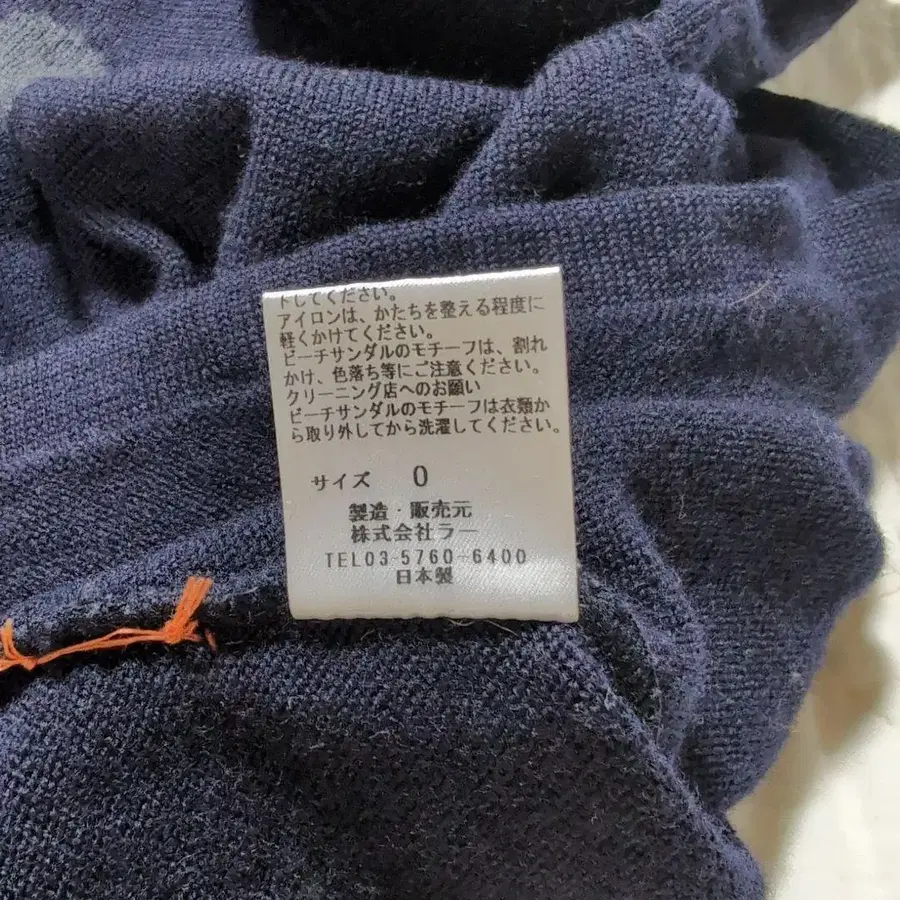 トしてください。
アイロンは、かたちを整える程度に
軽くかけてください。
ビーチサンダルのモチーフは、割れ
かけ、色落ち等にご注意ください。
クリーニング店へのお願い
ビーチサンダルのモチーフは衣類か
ら取り外してから洗濯してください。
サイズ 0
製造・販売元
株式会社ラー
TEL03-5760-6400
日本製